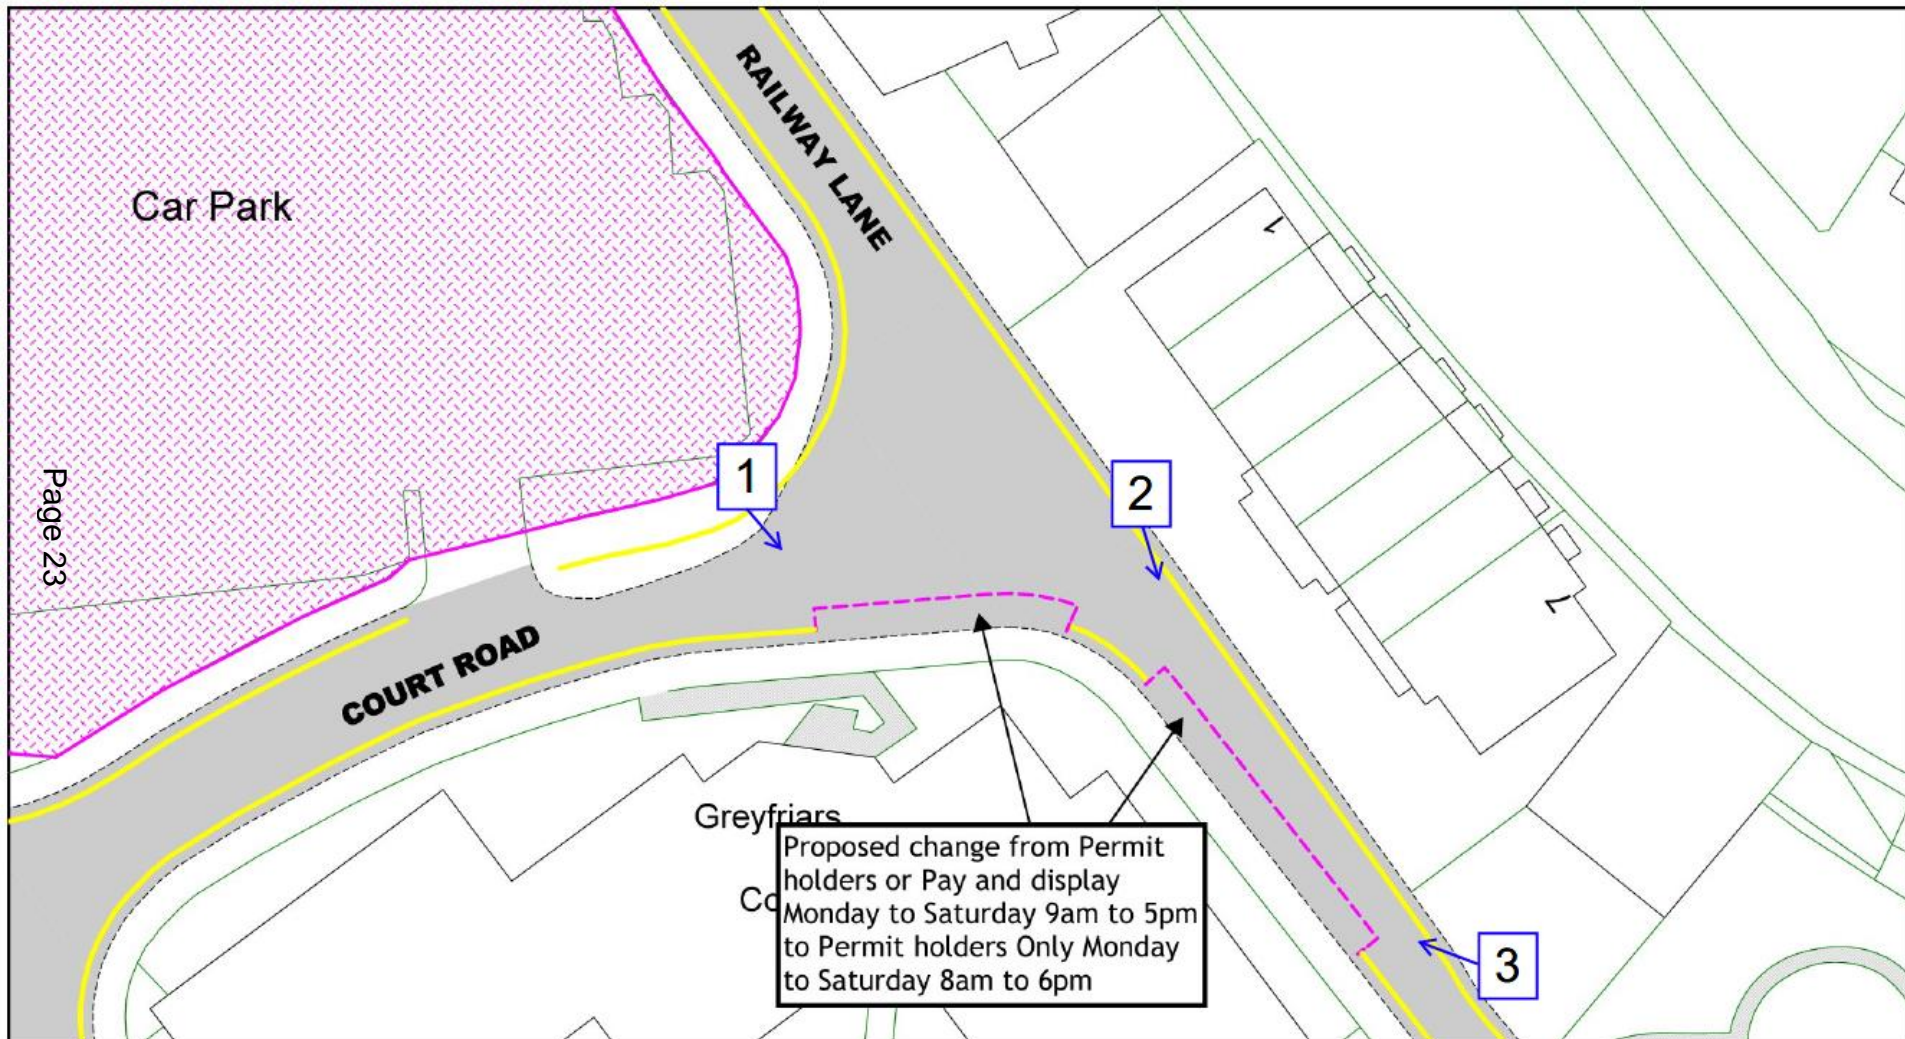 RAILWAY LANE
Car Park
1
1
2
Page 23
7
COURT ROAD
Greyfriars
Co
Proposed change from Permit
holders or Pay and display
Monday to Saturday 9am to 5pm
to Permit holders Only Monday
to Saturday 8am to 6pm
3